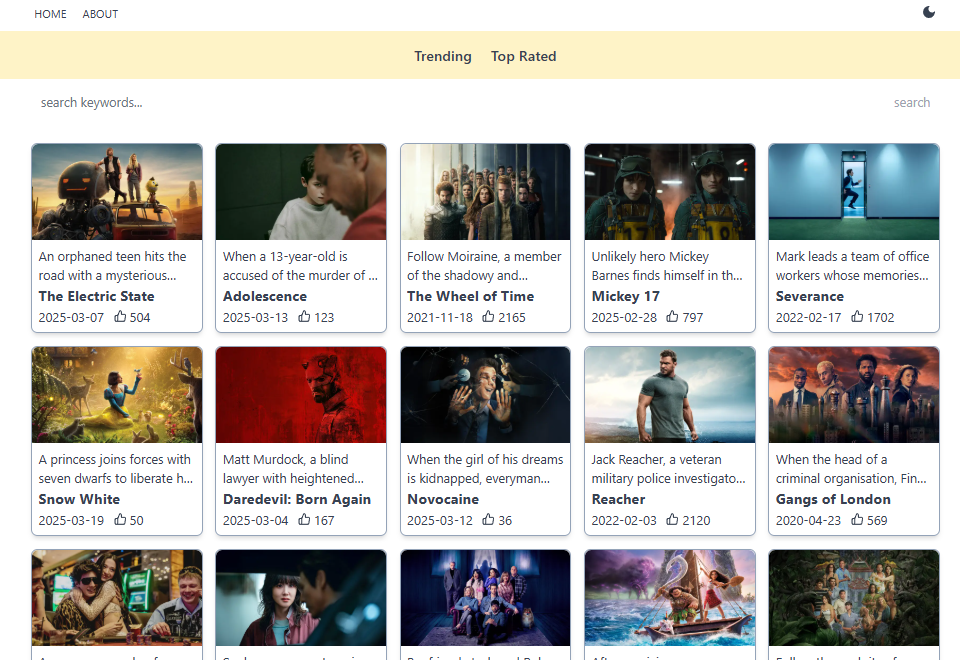 HOME ABOUT
Trending Top Rated
search keywords... search
An orphaned teen hits the
road with a mysterious...
The Electric State
2025-03-07 504
When a 13-year-old is
accused of the murder of ...
Adolescence
2025-03-13 123
Follow Moiraine, a member
of the shadowy and...
The Wheel of Time
2021-11-18 2165
Unlikely hero Mickey
Barnes finds himself in th...
Mickey 17
2025-02-28 797
Mark leads a team of office
workers whose memories...
Severance
2022-02-17 1702
A princess joins forces with
seven dwarfs to liberate h...
Snow White
2025-03-19 50
Matt Murdock, a blind
lawyer with heightened...
Daredevil: Born Again
2025-03-04 167
When the girl of his dreams
is kidnapped, everyman...
Novocaine
2025-03-12 36
Jack Reacher, a veteran
military police investigato...
Reacher
2022-02-03 2120
When the head of a
criminal organisation, Fin...
Gangs of London
2020-04-23 569